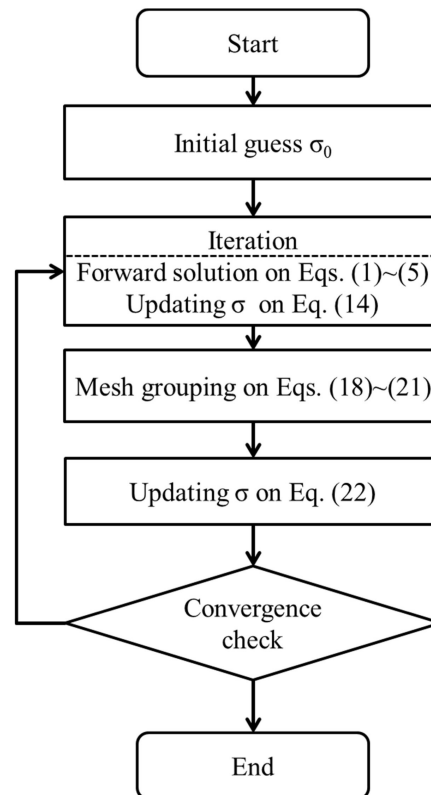 Start
Initial guess σ₀
Iteration
Forward solution on Eqs. (1)~(5)
Updating σ on Eq. (14)
Mesh grouping on Eqs. (18)~(21)
Updating σ on Eq. (22)
Convergence
check
End